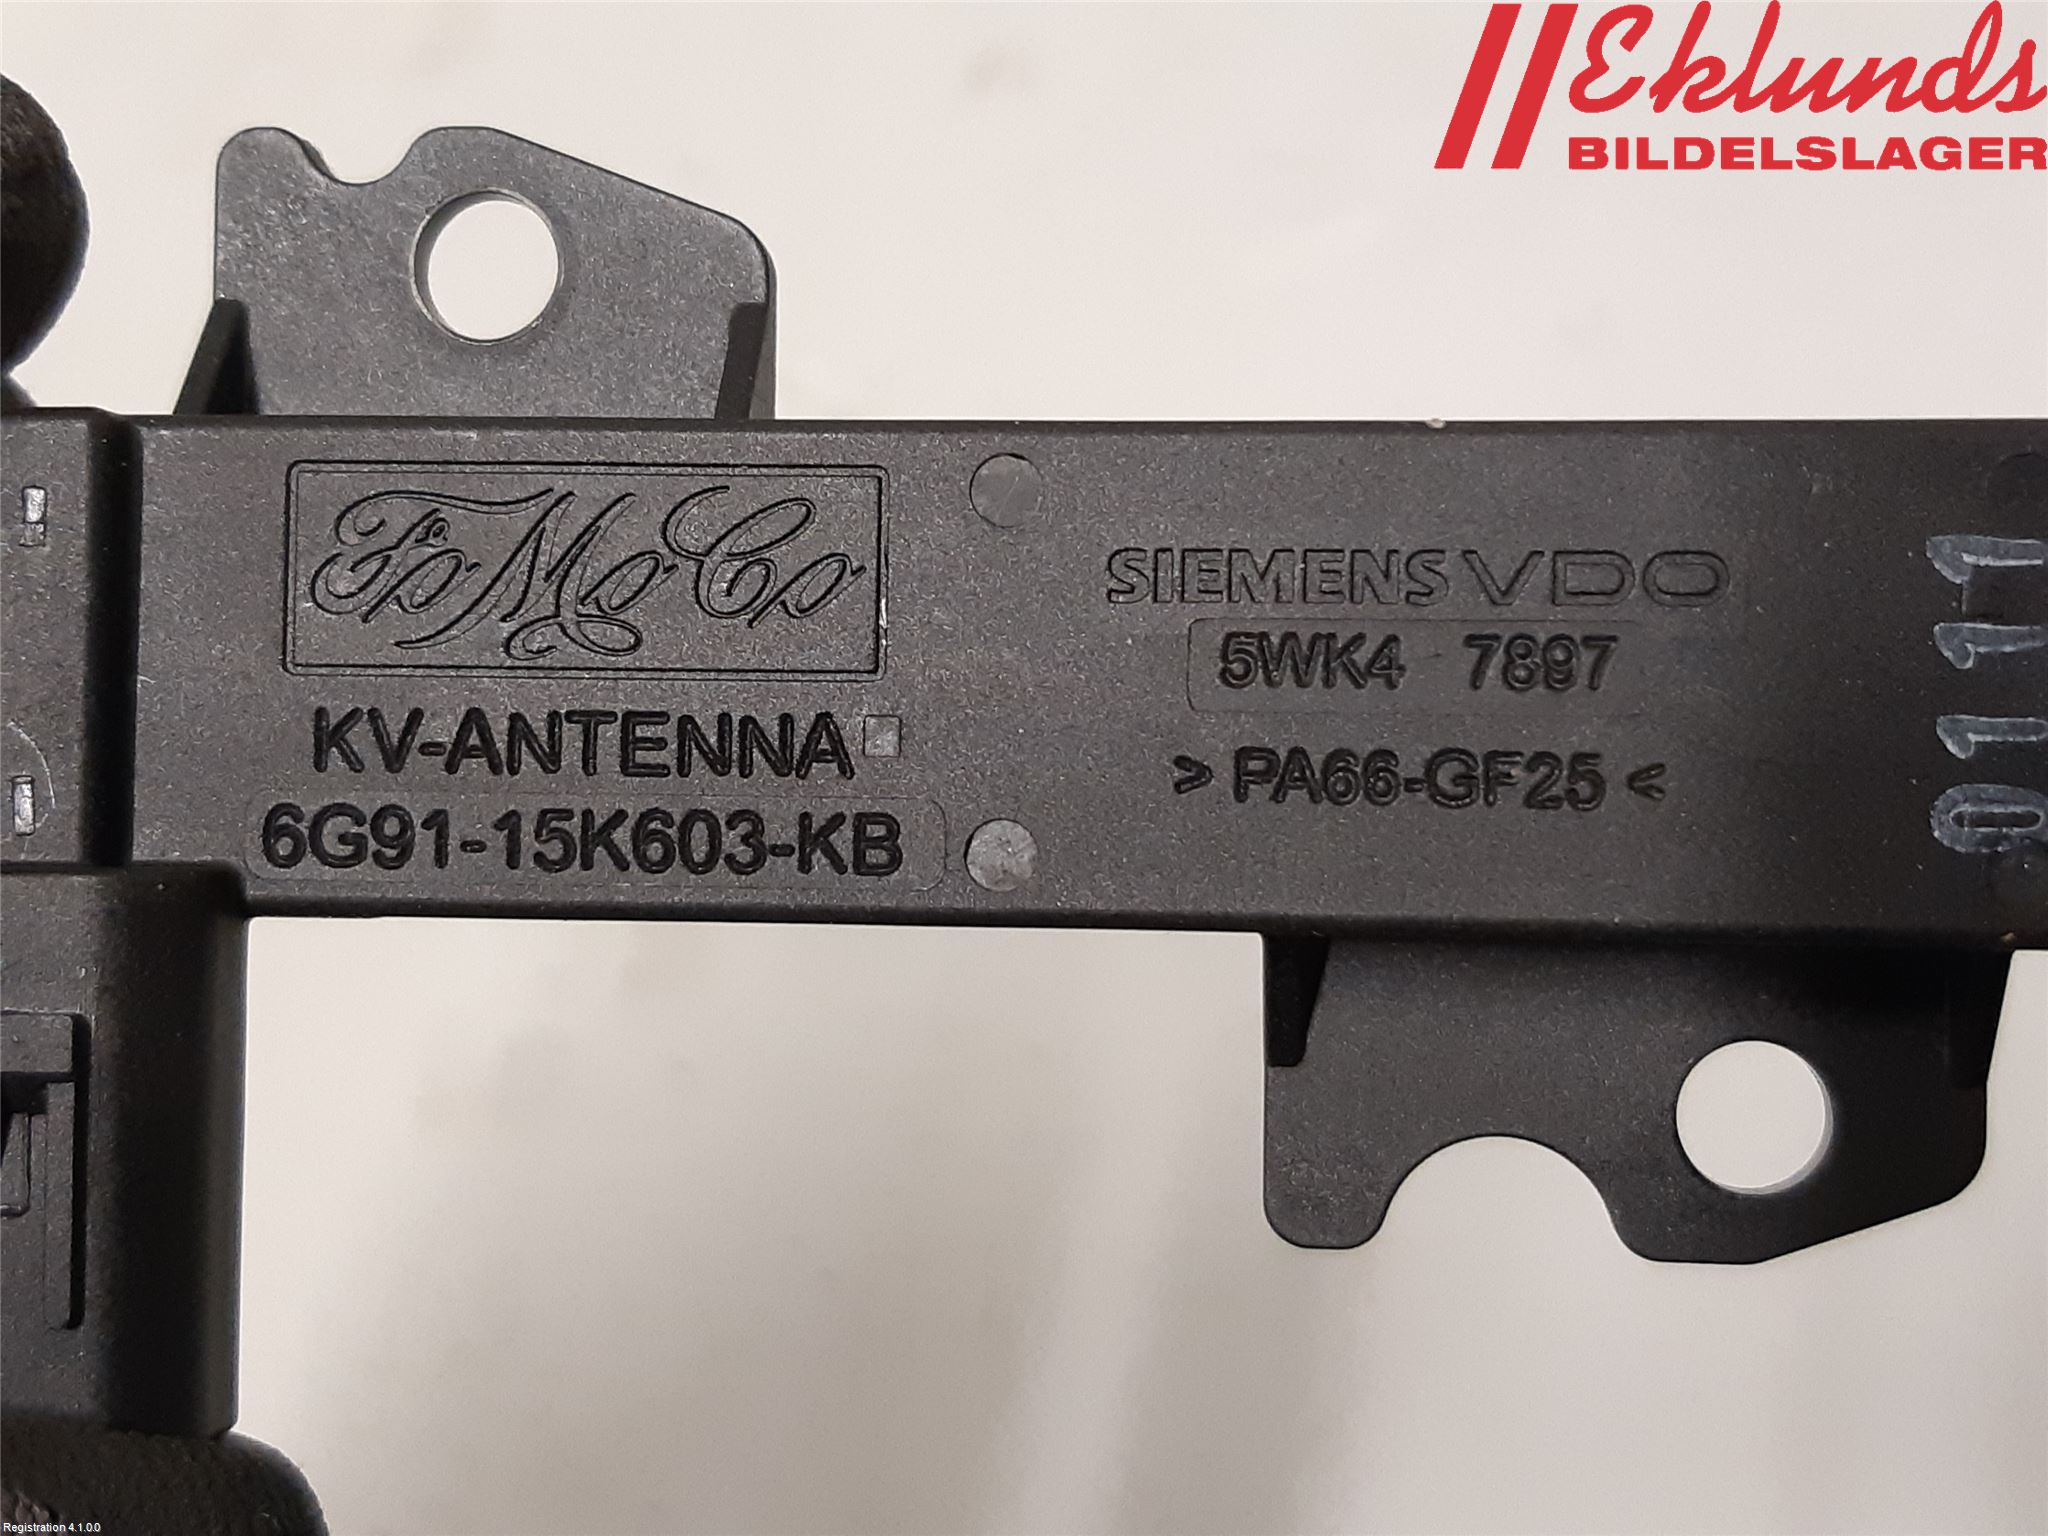 Eklunds
BILDELSLAGER
FoMoCo
KV-ANTENNA
6G91-15K603-KB
SIEMENS VDO
5WK4 7897
> PA66-GF25 <
0111
Registration 4.1.0.0